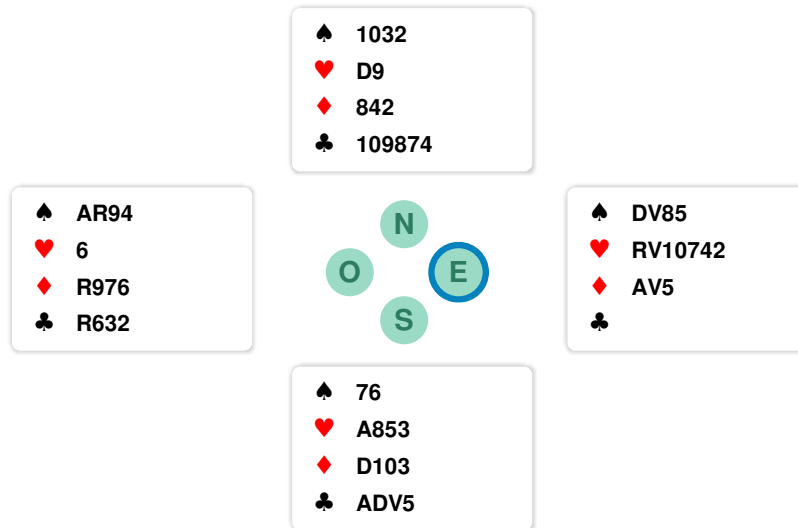 ♠ 1032
♥ D9
♦ 842
♣ 109874
♠ AR94
♥ 6
♦ R976
♣ R632
N
O
E
S
♠ DV85
♥ RV10742
♦ AV5
♣
♠ 76
♥ A853
♦ D103
♣ ADV5